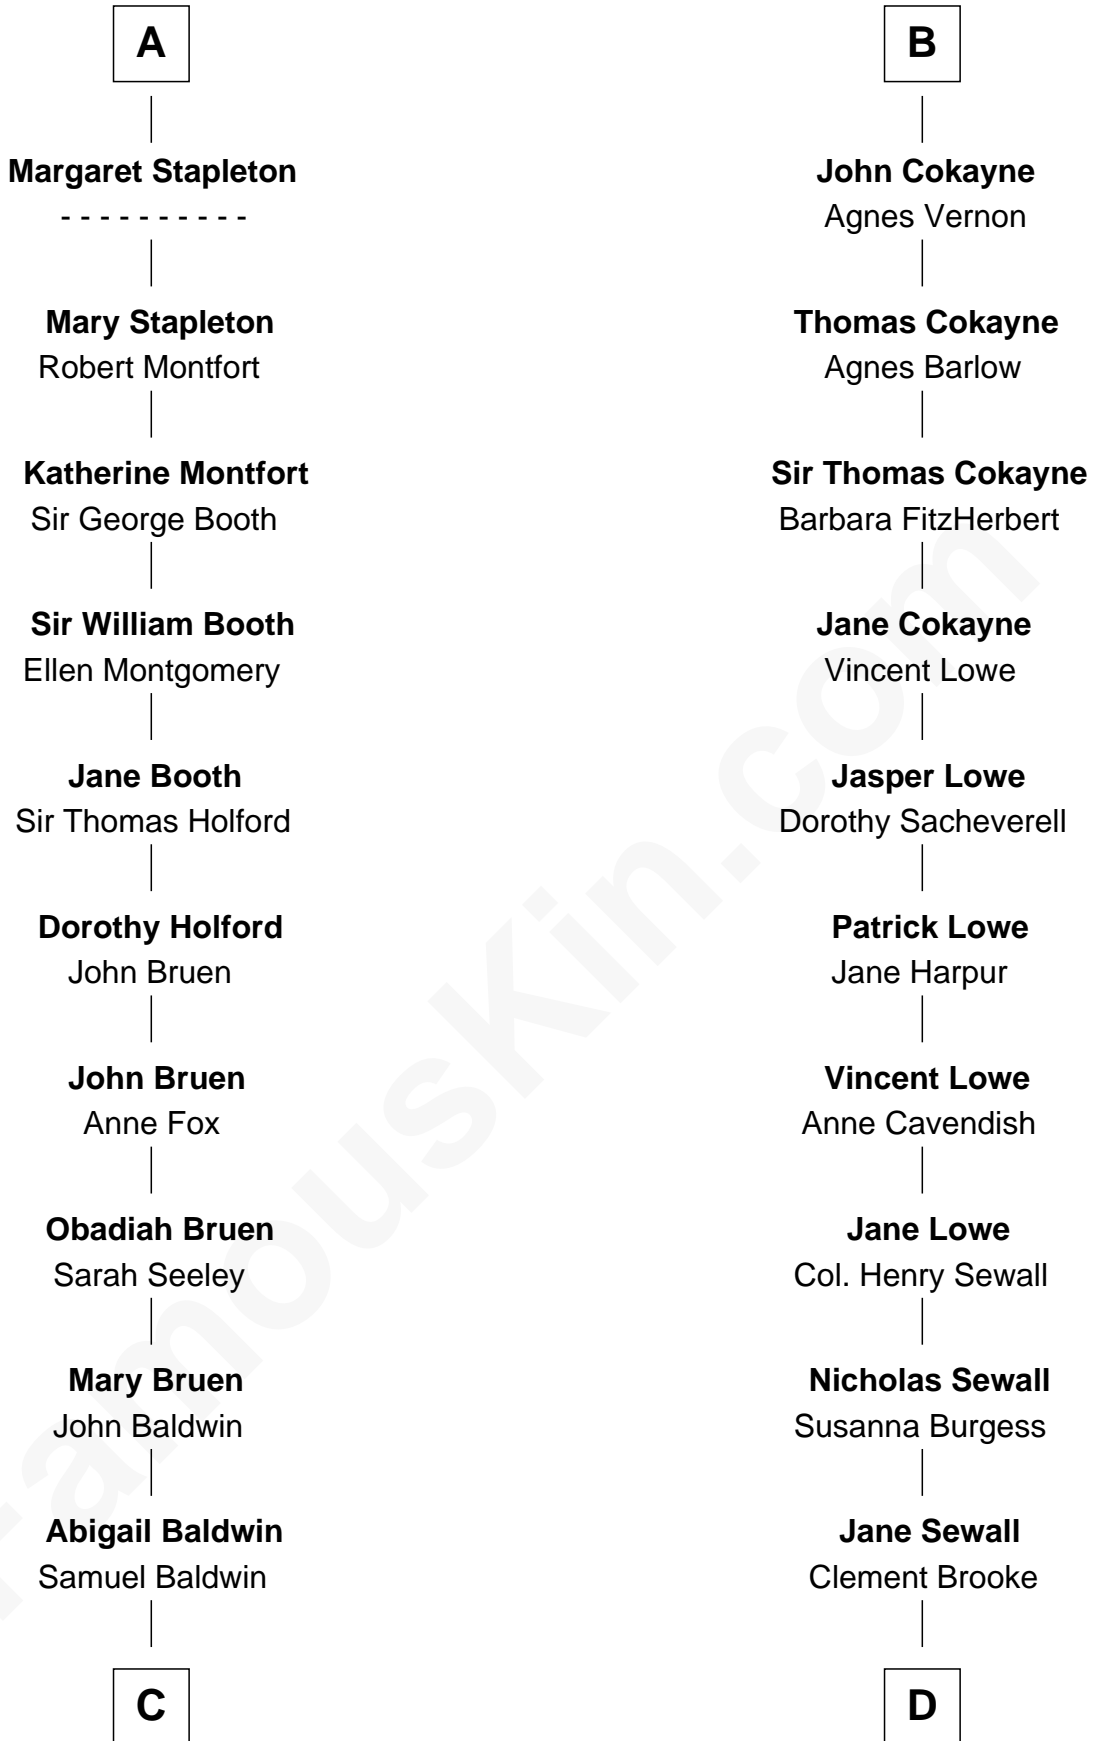 A
Margaret Stapleton
- - - - - - - - - -
Mary Stapleton
Robert Montfort
Katherine Montfort
Sir George Booth
Sir William Booth
Ellen Montgomery
Jane Booth
Sir Thomas Holford
Dorothy Holford
John Bruen
John Bruen
Anne Fox
Obadiah Bruen
Sarah Seeley
Mary Bruen
John Baldwin
Abigail Baldwin
Samuel Baldwin
C
B
John Cokayne
Agnes Vernon
Thomas Cokayne
Agnes Barlow
Sir Thomas Cokayne
Barbara FitzHerbert
Jane Cokayne
Vincent Lowe
Jasper Lowe
Dorothy Sacheverell
Patrick Lowe
Jane Harpur
Vincent Lowe
Anne Cavendish
Jane Lowe
Col. Henry Sewall
Nicholas Sewall
Susanna Burgess
Jane Sewall
Clement Brooke
D
FamousKin.com